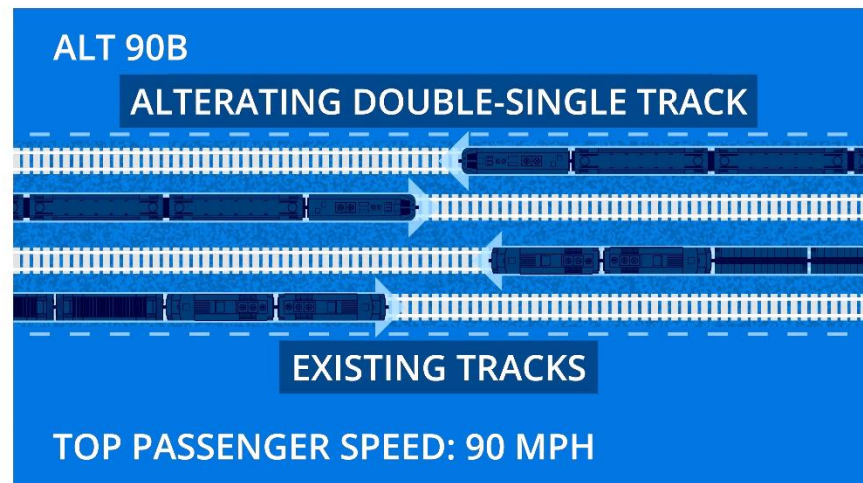 ALT 90B
ALTERATING DOUBLE-SINGLE TRACK
EXISTING TRACKS
TOP PASSENGER SPEED: 90 MPH